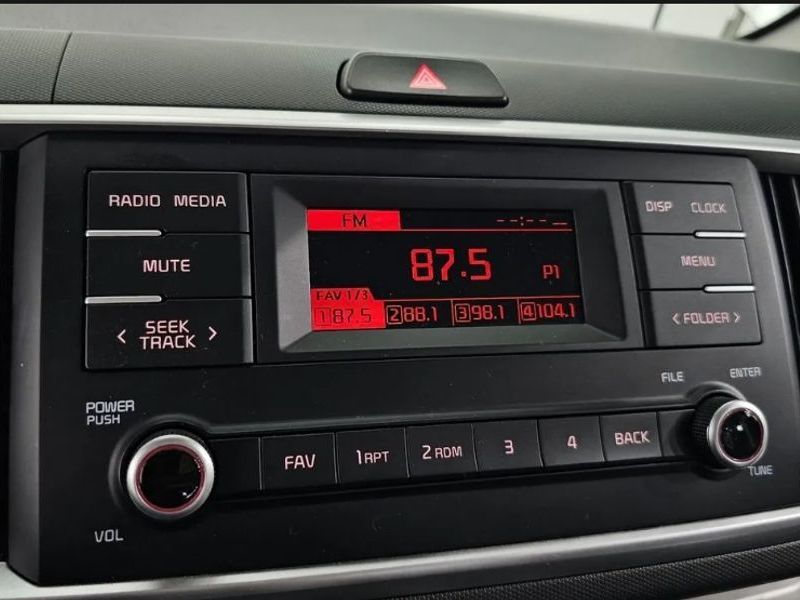 RADIO MEDIA
MUTE
< SEEK TRACK >
FM --:--
87.5 P1
FAV 1/3
1 87.5 2 88.1 3 98.1 4 104.1
DISP CLOCK
MENU
< FOLDER >
POWER
PUSH
VOL
FAV 1 RPT 2 RDM 3 4 BACK
FILE
ENTER
TUNE